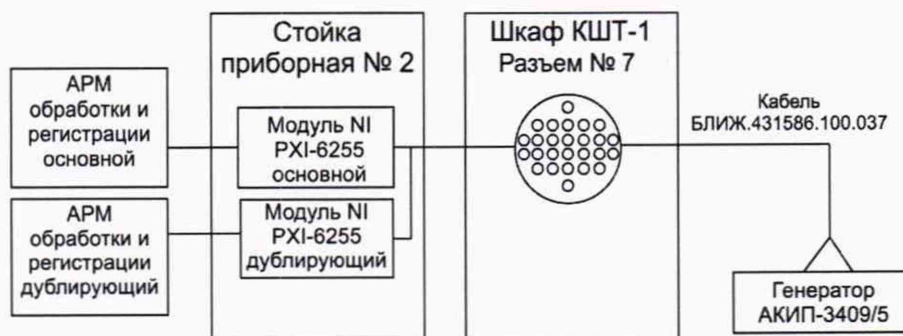 АРМ
обработки и
регистрации
основной
АРМ
обработки и
регистрации
дублирующий
Стойка
приборная № 2
Модуль NI
PXI-6255
основной
Модуль NI
PXI-6255
дублирующий
Шкаф КШТ-1
Разъем № 7
Кабель
БЛИЖ.431586.100.037
Генератор
АКИП-3409/5